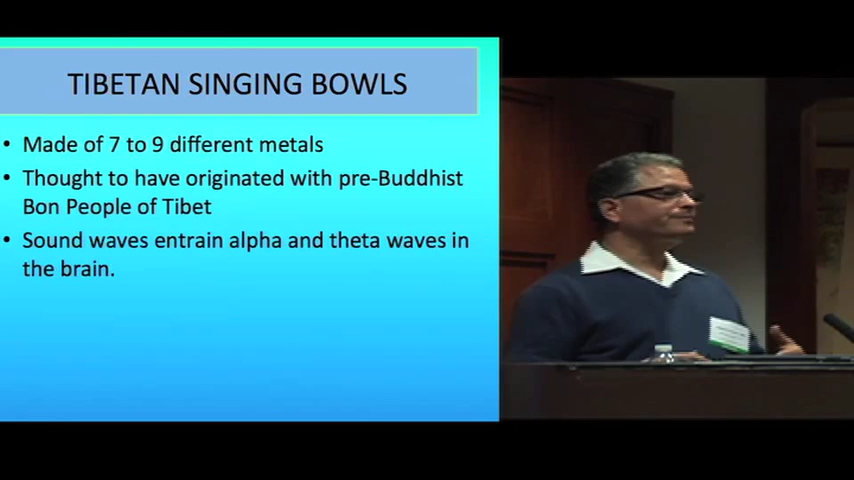 TIBETAN SINGING BOWLS
• Made of 7 to 9 different metals
• Thought to have originated with pre-Buddhist
Bon People of Tibet
• Sound waves entrain alpha and theta waves in
the brain.